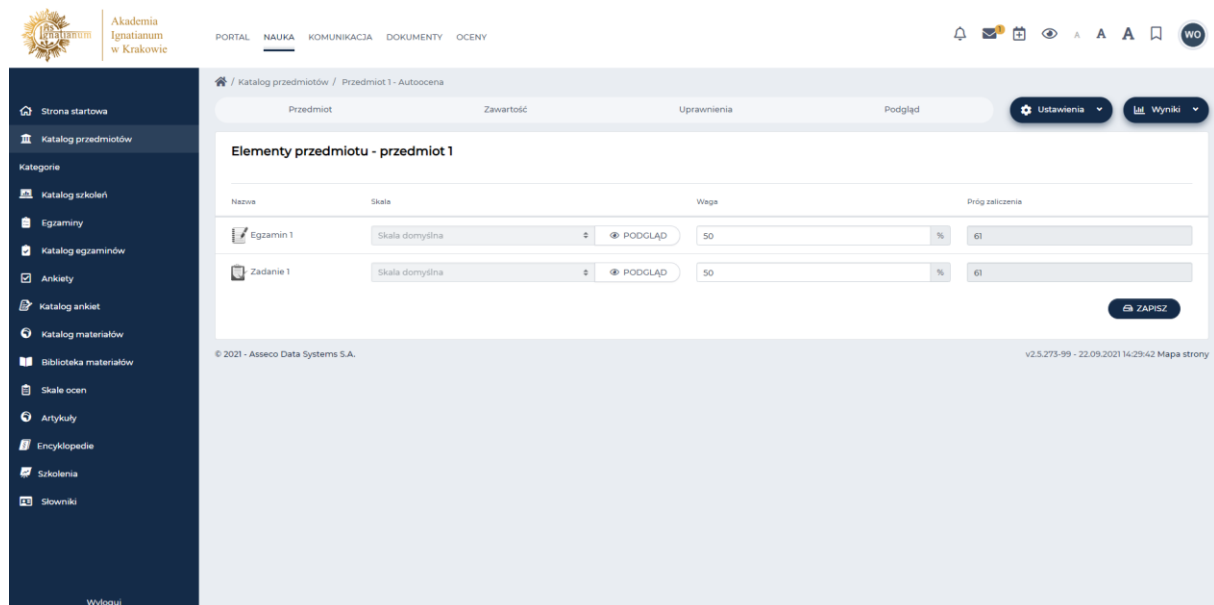 Akademia
Ignatianum
w Krakowie
Ignatianum
PORTAL NAUKA KOMUNIKACJA DOKUMENTY OCENY
1 A A A WO
/ Katalog przedmiotów / Przedmiot 1 - Autoocena
Przedmiot Zawartość Uprawnienia Podgląd Ustawienia Wyniki
Strona startowa
Katalog przedmiotów
Kategorie
Katalog szkoleń
Egzaminy
Katalog egzaminów
Ankiety
Katalog ankiet
Katalog materiałów
Biblioteka materiałów
Skale ocen
Artykuły
Encyklopedie
Szkolenia
Słowniki
Wyloguj
Elementy przedmiotu - przedmiot 1
Nazwa Skala Waga Próg zaliczenia
Egzamin 1 Skala domyślna PODGLĄD 50 % 61
Zadanie 1 Skala domyślna PODGLĄD 50 % 61
ZAPISZ
© 2021 - Asseco Data Systems S.A. v2.5.273-99 - 22.09.2021 14:29:42 Mapa strony